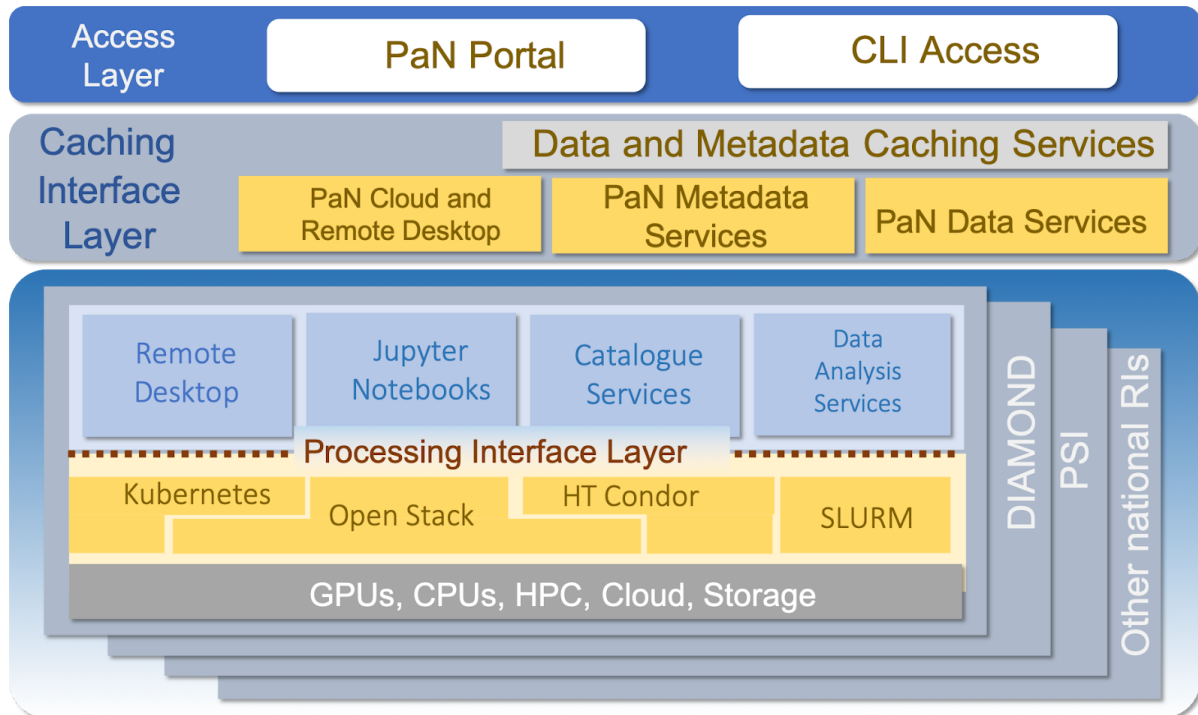 Access
Layer
PaN Portal
CLI Access
Caching
Interface
Layer
Data and Metadata Caching Services
PaN Cloud and
Remote Desktop
PaN Metadata
Services
PaN Data Services
Remote
Desktop
Jupyter
Notebooks
Catalogue
Services
Data
Analysis
Services
Processing Interface Layer
Kubernetes
Open Stack
HT Condor
SLURM
GPUs, CPUs, HPC, Cloud, Storage
DIAMOND
PSI
Other national RIs